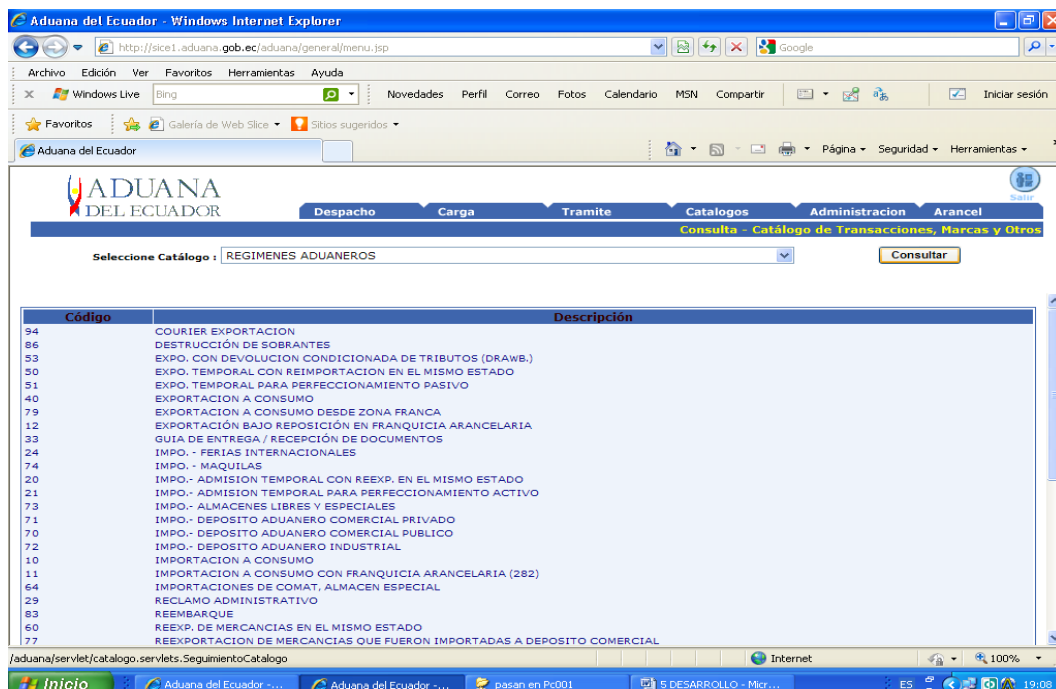 Aduana del Ecuador - Windows Internet Explorer
http://sice1.aduana.gob.ec/aduana/general/menu.jsp
Google
Archivo Edición Ver Favoritos Herramientas Ayuda
Windows Live Bing Novedades Perfil Correo Fotos Calendario MSN Compartir Iniciar sesión
Favoritos Galería de Web Slice Sitios sugeridos
Aduana del Ecuador Página Seguridad Herramientas
ADUANA
DEL ECUADOR
Salir
Despacho Carga Tramite Catalogos Administracion Arancel
Consulta - Catálogo de Transacciones, Marcas y Otros
Seleccione Catálogo : REGIMENES ADUANEROS Consultar
Código Descripción
94 COURIER EXPORTACION
86 DESTRUCCIÓN DE SOBRANTES
53 EXPO. CON DEVOLUCION CONDICIONADA DE TRIBUTOS (DRAWB.)
50 EXPO. TEMPORAL CON REIMPORTACION EN EL MISMO ESTADO
51 EXPO. TEMPORAL PARA PERFECCIONAMIENTO PASIVO
40 EXPORTACION A CONSUMO
79 EXPORTACION A CONSUMO DESDE ZONA FRANCA
12 EXPORTACIÓN BAJO REPOSICIÓN EN FRANQUICIA ARANCELARIA
33 GUIA DE ENTREGA / RECEPCIÓN DE DOCUMENTOS
24 IMPO. - FERIAS INTERNACIONALES
74 IMPO. - MAQUILAS
20 IMPO.- ADMISION TEMPORAL CON REEXP. EN EL MISMO ESTADO
21 IMPO.- ADMISION TEMPORAL PARA PERFECCIONAMIENTO ACTIVO
73 IMPO.- ALMACENES LIBRES Y ESPECIALES
71 IMPO.- DEPOSITO ADUANERO COMERCIAL PRIVADO
70 IMPO.- DEPOSITO ADUANERO COMERCIAL PUBLICO
72 IMPO.- DEPOSITO ADUANERO INDUSTRIAL
10 IMPORTACION A CONSUMO
11 IMPORTACION A CONSUMO CON FRANQUICIA ARANCELARIA (282)
64 IMPORTACIONES DE COMAT, ALMACEN ESPECIAL
29 RECLAMO ADMINISTRATIVO
83 REEMBARQUE
60 REEXP. DE MERCANCIAS EN EL MISMO ESTADO
77 REEXPORTACION DE MERCANCIAS QUE FUERON IMPORTADAS A DEPOSITO COMERCIAL
/aduana/servlet/catalogo.servlets.SeguimientoCatalogo Internet 100%
Inicio Aduana del Ecuador -... Aduana del Ecuador -... pasan en Pc001 5 DESARROLLO - Micr... ES 19:08